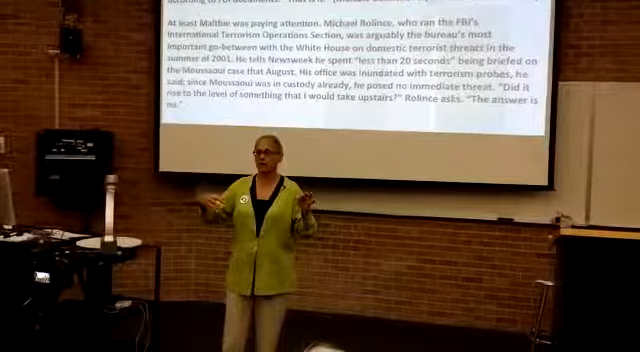 according to FBI documents.
At least Maltbie was paying attention. Michael Rolince, who ran the FBI's
International Terrorism Operations Section, was arguably the bureau's most
important go-between with the White House on domestic terrorist threats in the
summer of 2001. He tells Newsweek he spent "less than 20 seconds" being briefed on
the Moussaoui case that August. His office was inundated with terrorism probes, he
said; since Moussaoui was in custody already, he posed no immediate threat. "Did it
rise to the level of something that I would take upstairs?" Rolince asks. "The answer is
no."